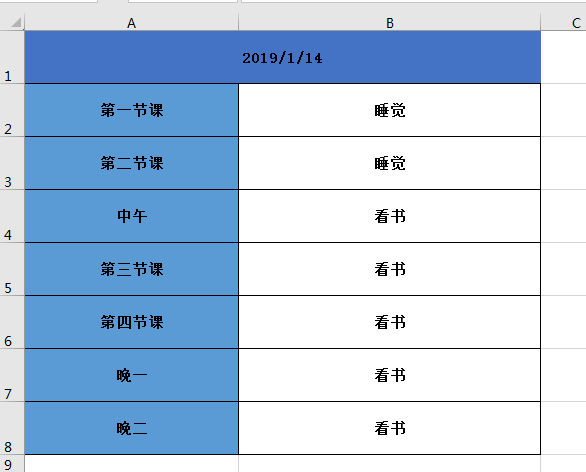 A B C
1 2019/1/14
2 第一节课 睡觉
3 第二节课 睡觉
4 中午 看书
5 第三节课 看书
6 第四节课 看书
7 晚一 看书
8 晚二 看书
9